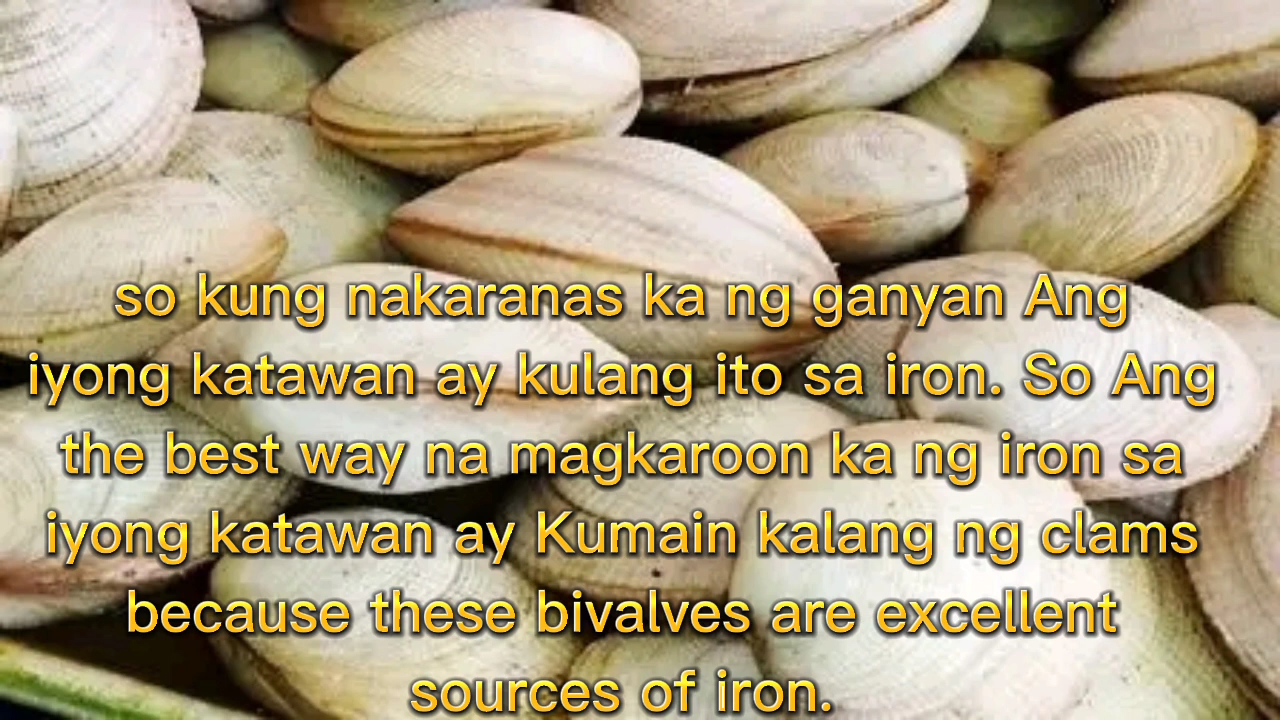 so kung nakaranas ka ng ganyan Ang
iyong katawan ay kulang ito sa iron. So Ang
the best way na magkaroon ka ng iron sa
iyong katawan ay Kumain kalang ng clams
because these bivalves are excellent
sources of iron.